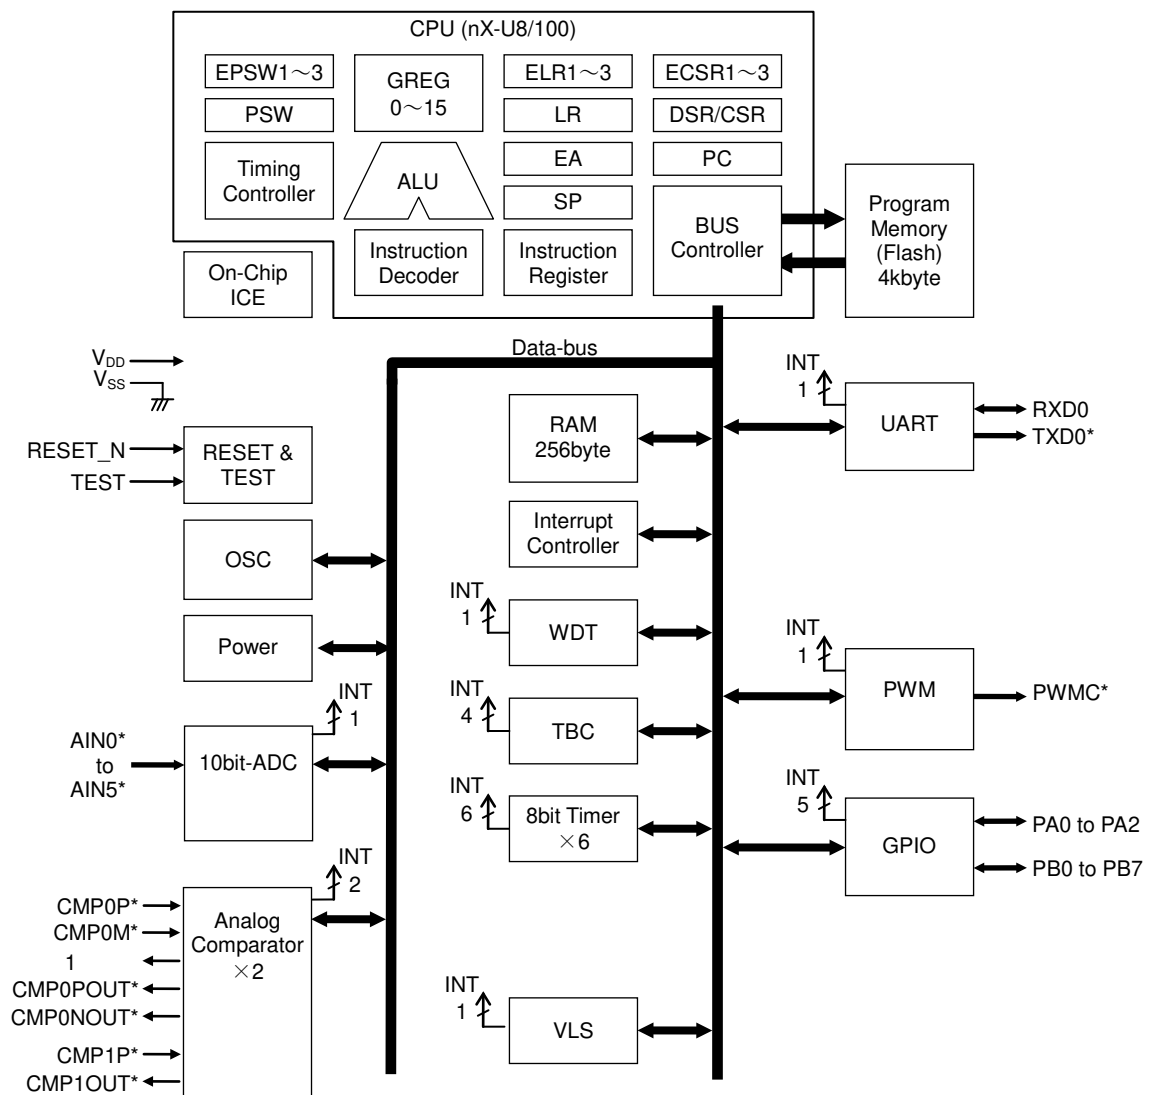 CPU (nX-U8/100)
EPSW1～3
GREG
0～15
ELR1～3
ECSR1～3
PSW
LR
DSR/CSR
Timing
Controller
ALU
EA
PC
SP
BUS
Controller
Program
Memory
(Flash)
4kbyte
Instruction
Decoder
Instruction
Register
On-Chip
ICE
Data-bus
VDD
VSS
INT
1
UART
RXD0
TXD0*
RAM
256byte
RESET_N
TEST
RESET &
TEST
Interrupt
Controller
OSC
INT
1
WDT
Power
INT
1
PWM
PWMC*
INT
1
INT
4
TBC
AIN0*
to
AIN5*
10bit-ADC
INT
6
8bit Timer
×6
INT
5
GPIO
PA0 to PA2
PB0 to PB7
INT
2
Analog
Comparator
×2
CMP0P*
CMP0M*
1
CMP0POUT*
CMP0NOUT*
CMP1P*
CMP1OUT*
INT
1
VLS